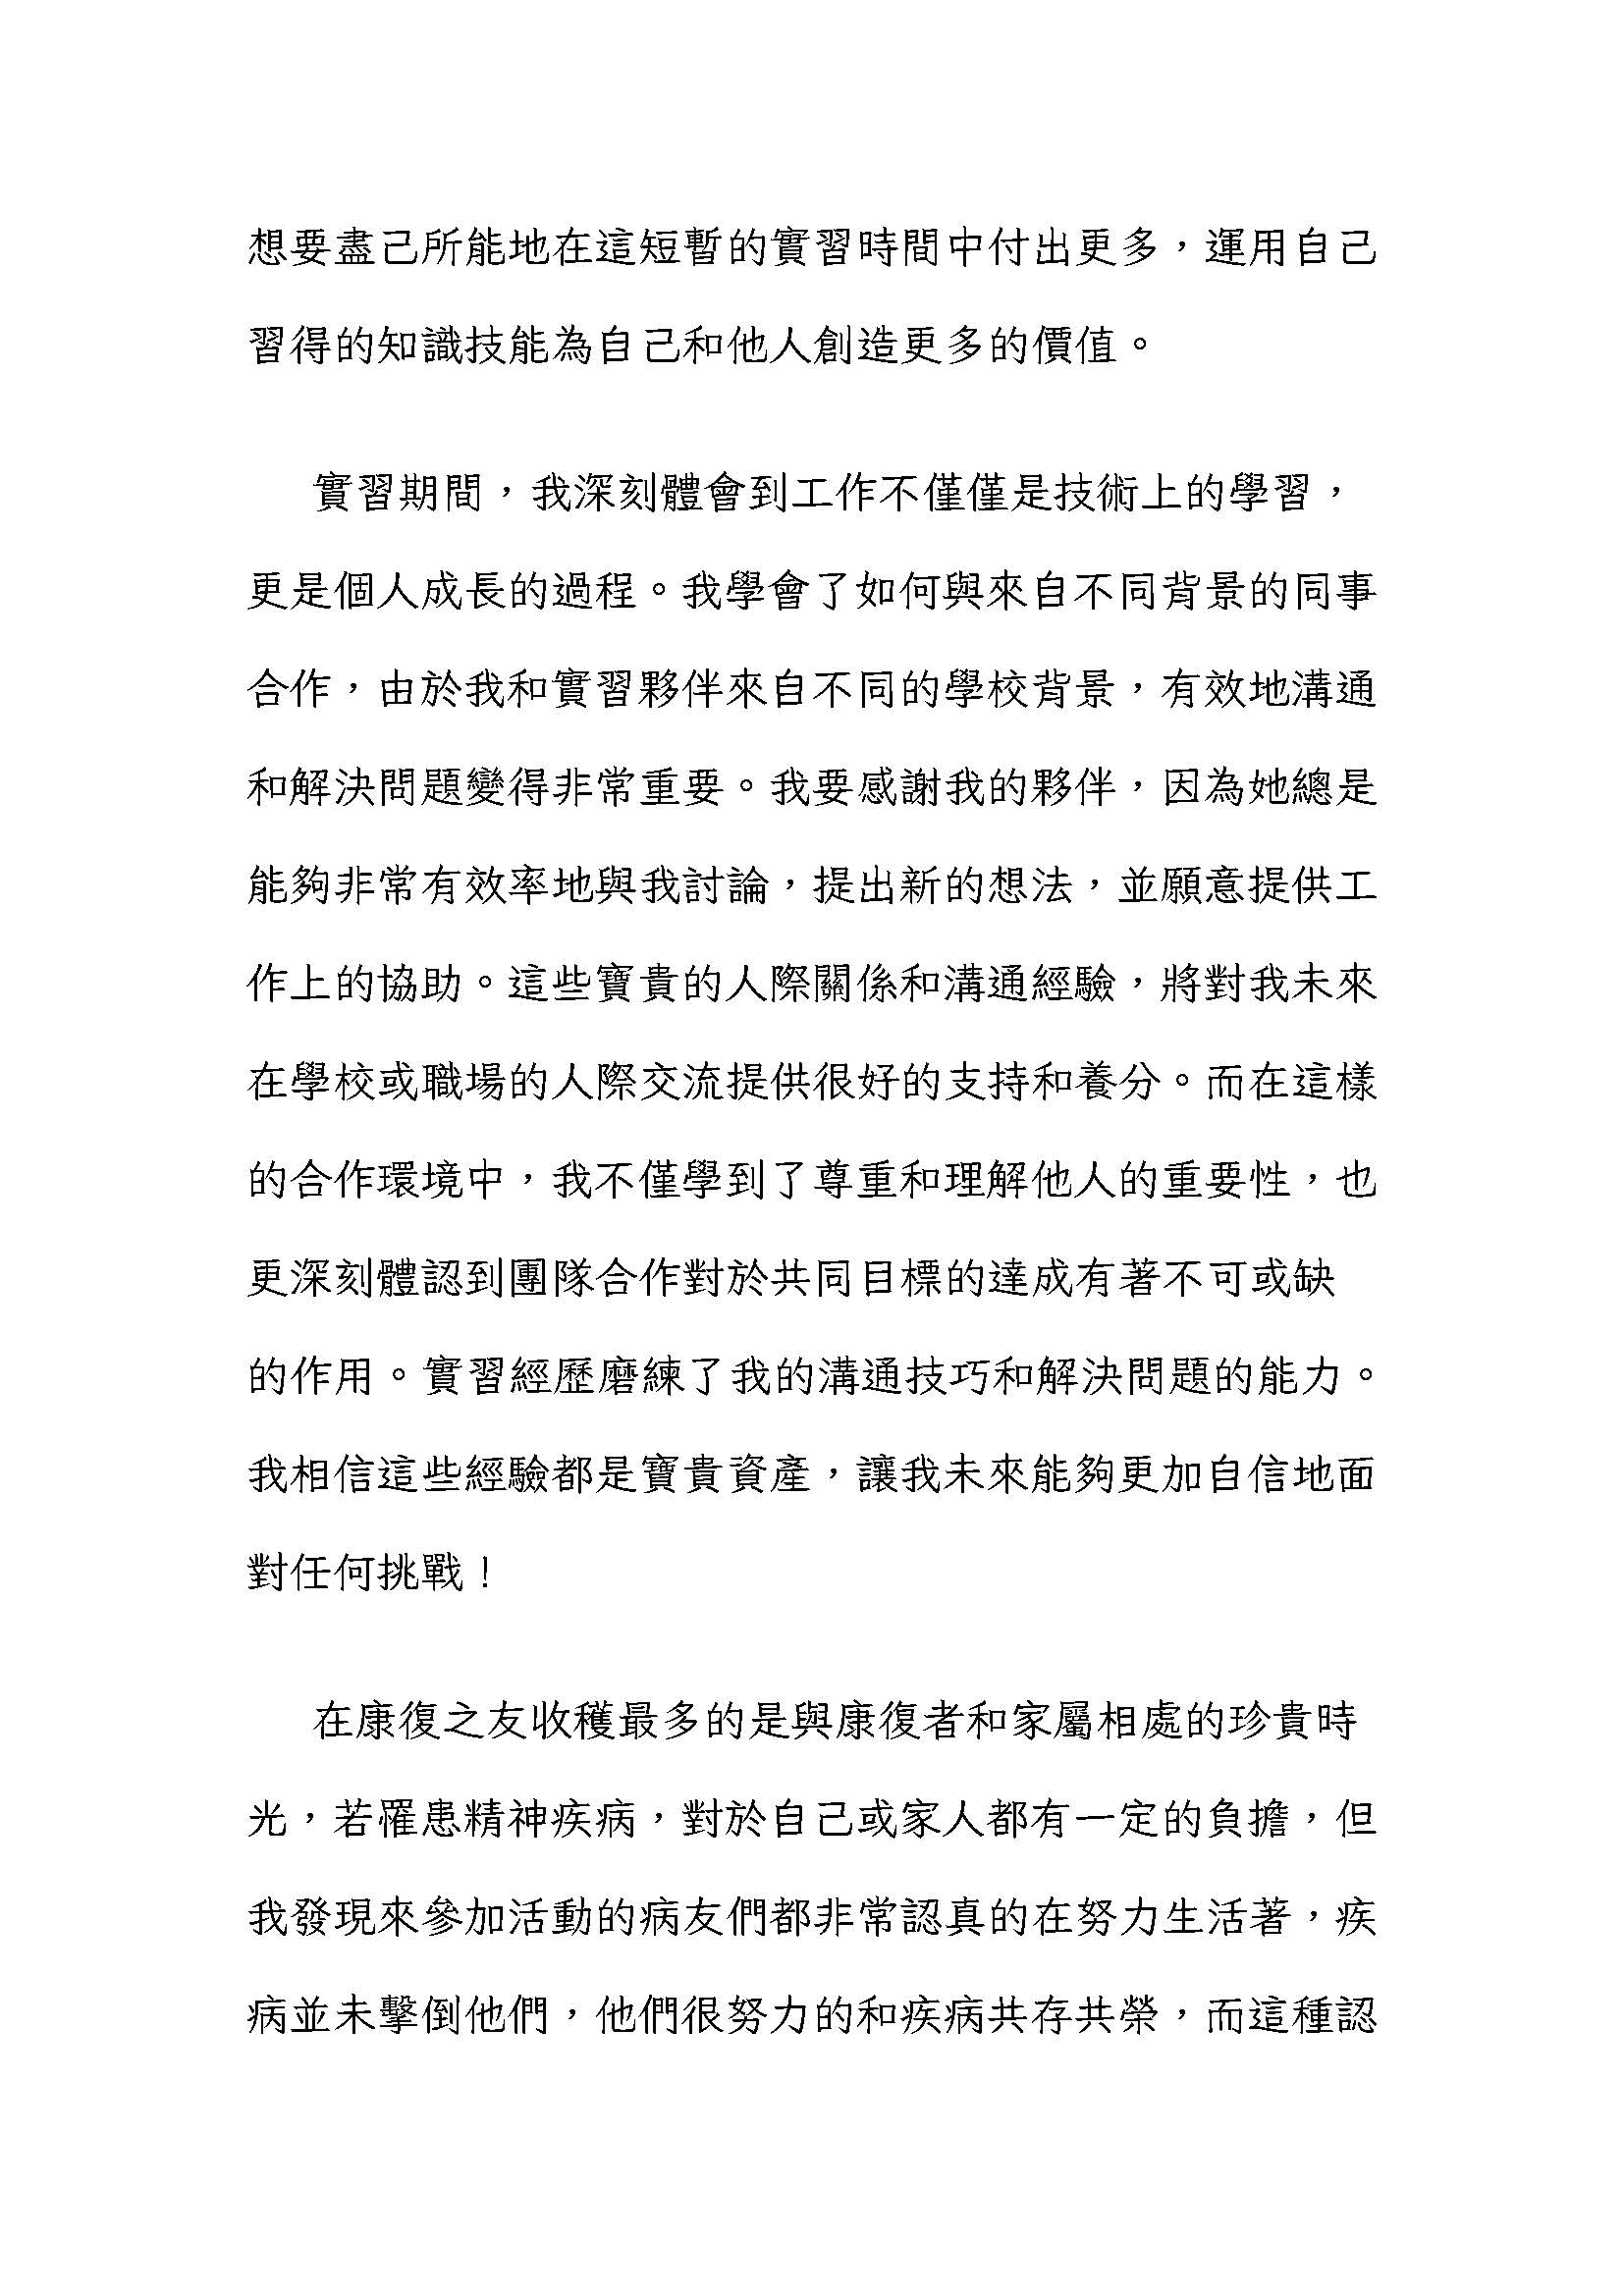 想要盡己所能地在這短暫的實習時間中付出更多，運用自己
習得的知識技能為自己和他人創造更多的價值。
實習期間，我深刻體會到工作不僅僅是技術上的學習，
更是個人成長的過程。我學會了如何與來自不同背景的同事
合作，由於我和實習夥伴來自不同的學校背景，有效地溝通
和解決問題變得非常重要。我要感謝我的夥伴，因為她總是
能夠非常有效率地與我討論，提出新的想法，並願意提供工
作上的協助。這些寶貴的人際關係和溝通經驗，將對我未來
在學校或職場的人際交流提供很好的支持和養分。而在這樣
的合作環境中，我不僅學到了尊重和理解他人的重要性，也
更深刻體認到團隊合作對於共同目標的達成有著不可或缺
的作用。實習經歷磨練了我的溝通技巧和解決問題的能力。
我相信這些經驗都是寶貴資產，讓我未來能夠更加自信地面
對任何挑戰！
在康復之友收穫最多的是與康復者和家屬相處的珍貴時
光，若罹患精神疾病，對於自己或家人都有一定的負擔，但
我發現來參加活動的病友們都非常認真的在努力生活著，疾
病並未擊倒他們，他們很努力的和疾病共存共榮，而這種認